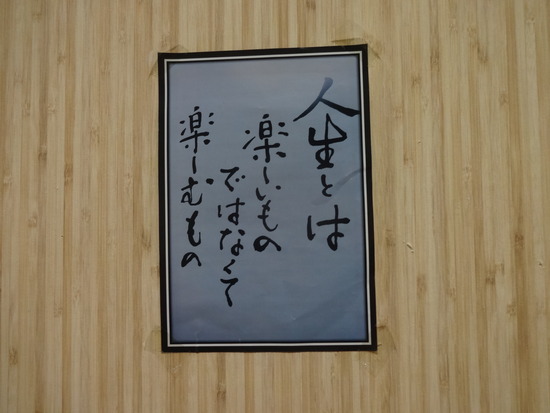 人生とは
楽しいもの
ではなくて
楽しむもの